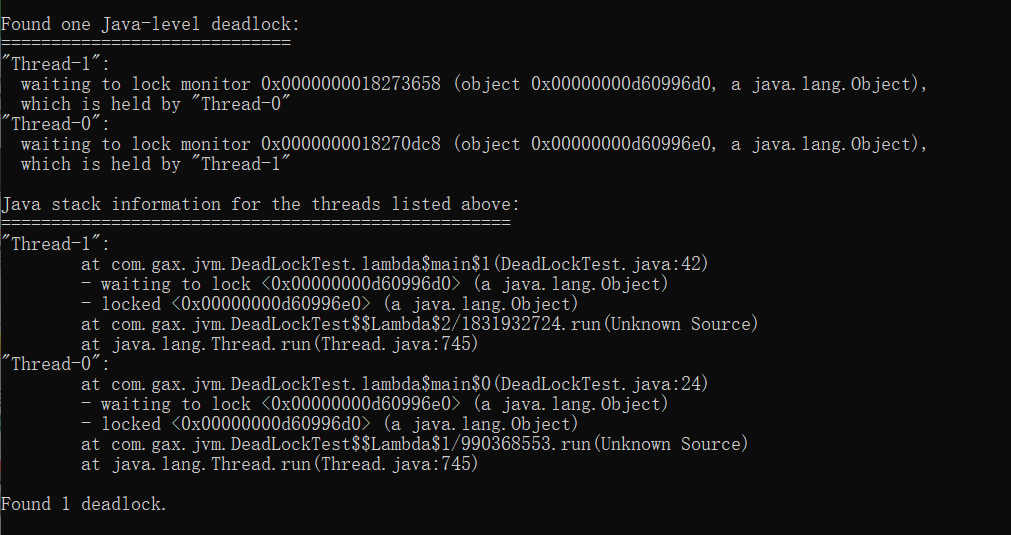 Found one Java-level deadlock:
=============================
"Thread-1":
  waiting to lock monitor 0x0000000018273658 (object 0x00000000d60996d0, a java.lang.Object),
  which is held by "Thread-0"
"Thread-0":
  waiting to lock monitor 0x0000000018270dc8 (object 0x00000000d60996e0, a java.lang.Object),
  which is held by "Thread-1"

Java stack information for the threads listed above:
===================================================
"Thread-1":
        at com.gax.jvm.DeadLockTest.lambda$main$1(DeadLockTest.java:42)
        - waiting to lock <0x00000000d60996d0> (a java.lang.Object)
        - locked <0x00000000d60996e0> (a java.lang.Object)
        at com.gax.jvm.DeadLockTest$$Lambda$2/1831932724.run(Unknown Source)
        at java.lang.Thread.run(Thread.java:745)
"Thread-0":
        at com.gax.jvm.DeadLockTest.lambda$main$0(DeadLockTest.java:24)
        - waiting to lock <0x00000000d60996e0> (a java.lang.Object)
        - locked <0x00000000d60996d0> (a java.lang.Object)
        at com.gax.jvm.DeadLockTest$$Lambda$1/990368553.run(Unknown Source)
        at java.lang.Thread.run(Thread.java:745)

Found 1 deadlock.